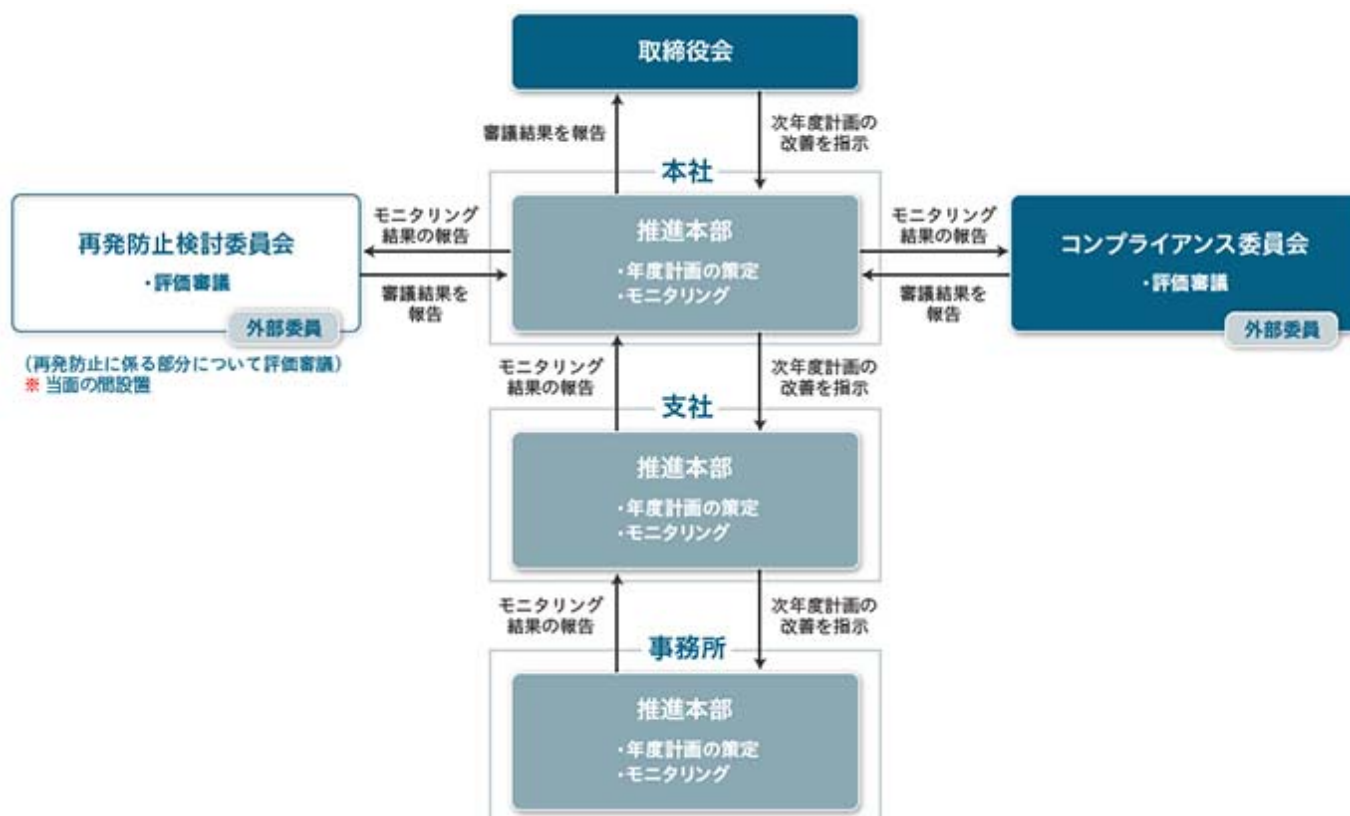 取締役会
審議結果を報告
次年度計画の
改善を指示
本社
再発防止検討委員会
・評価審議
外部委員
(再発防止に係る部分について評価審議)
※ 当面の間設置
モニタリング
結果の報告
審議結果を
報告
推進本部
・年度計画の策定
・モニタリング
モニタリング
結果の報告
審議結果を
報告
コンプライアンス委員会
・評価審議
外部委員
モニタリング
結果の報告
次年度計画の
改善を指示
支社
推進本部
・年度計画の策定
・モニタリング
モニタリング
結果の報告
次年度計画の
改善を指示
事務所
推進本部
・年度計画の策定
・モニタリング